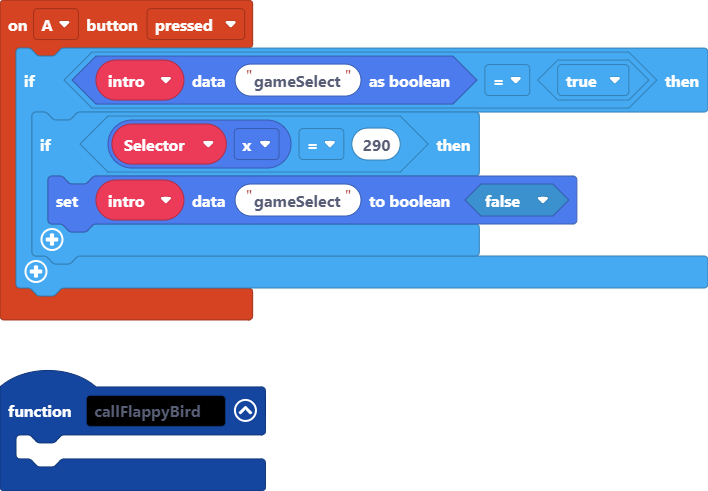 on A button pressed
if intro data "gameSelect" as boolean = true then
if Selector x = 290 then
set intro data "gameSelect" to boolean false
function callFlappyBird